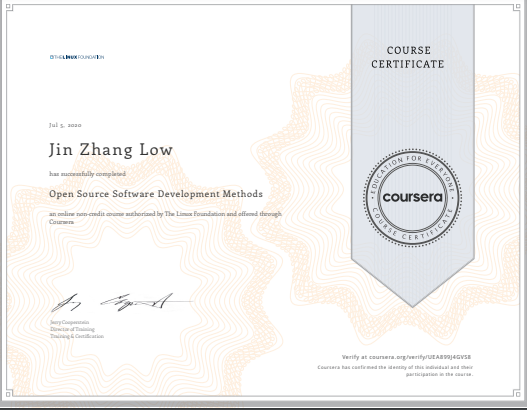 THE LINUX FOUNDATION
COURSE
CERTIFICATE
Jul 5, 2020
Jin Zhang Low
has successfully completed
Open Source Software Development Methods
an online non-credit course authorized by The Linux Foundation and offered through
Coursera
EDUCATION FOR EVERYONE
coursera
COURSE CERTIFICATE
Jerry Cooperstein
Director of Training
Training & Certification
Verify at coursera.org/verify/UEAX99J4GVS8
Coursera has confirmed the identity of this individual and their
participation in the course.